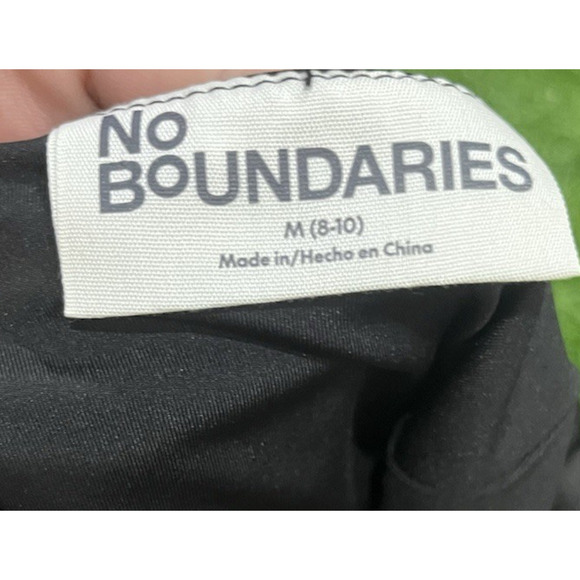 NO
BOUNDARIES
M (8-10)
Made in/Hecho en China